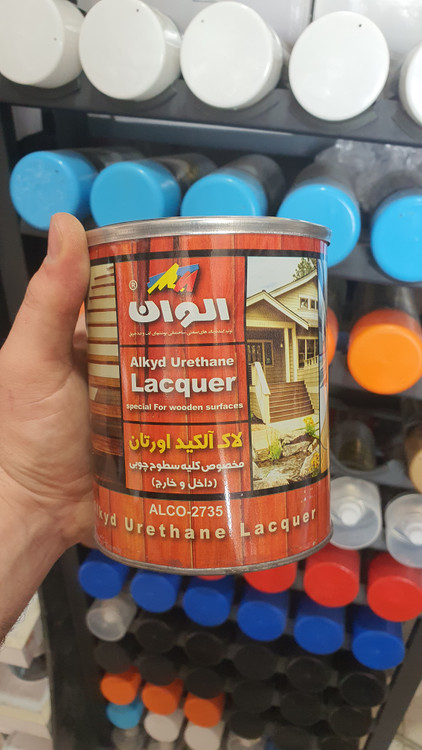 ®
الوان
Alkyd Urethane
Lacquer
special For wooden surfaces
لاک آلکید اورتان
مخصوص کلیه سطوح چوبی
(داخل و خارج)
ALCO-2735
Alkyd Urethane Lacquer